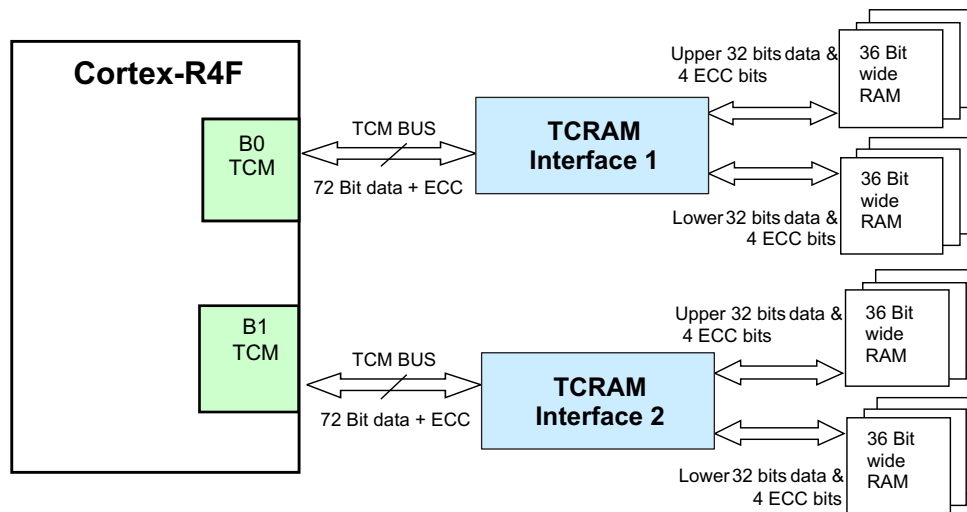 Cortex-R4F
B0
TCM
TCM BUS
72 Bit data + ECC
TCRAM
Interface 1
Upper 32 bits data &
4 ECC bits
36 Bit
wide
RAM
Lower 32 bits data &
4 ECC bits
36 Bit
wide
RAM
B1
TCM
TCM BUS
72 Bit data + ECC
TCRAM
Interface 2
Upper 32 bits data &
4 ECC bits
36 Bit
wide
RAM
Lower 32 bits data &
4 ECC bits
36 Bit
wide
RAM